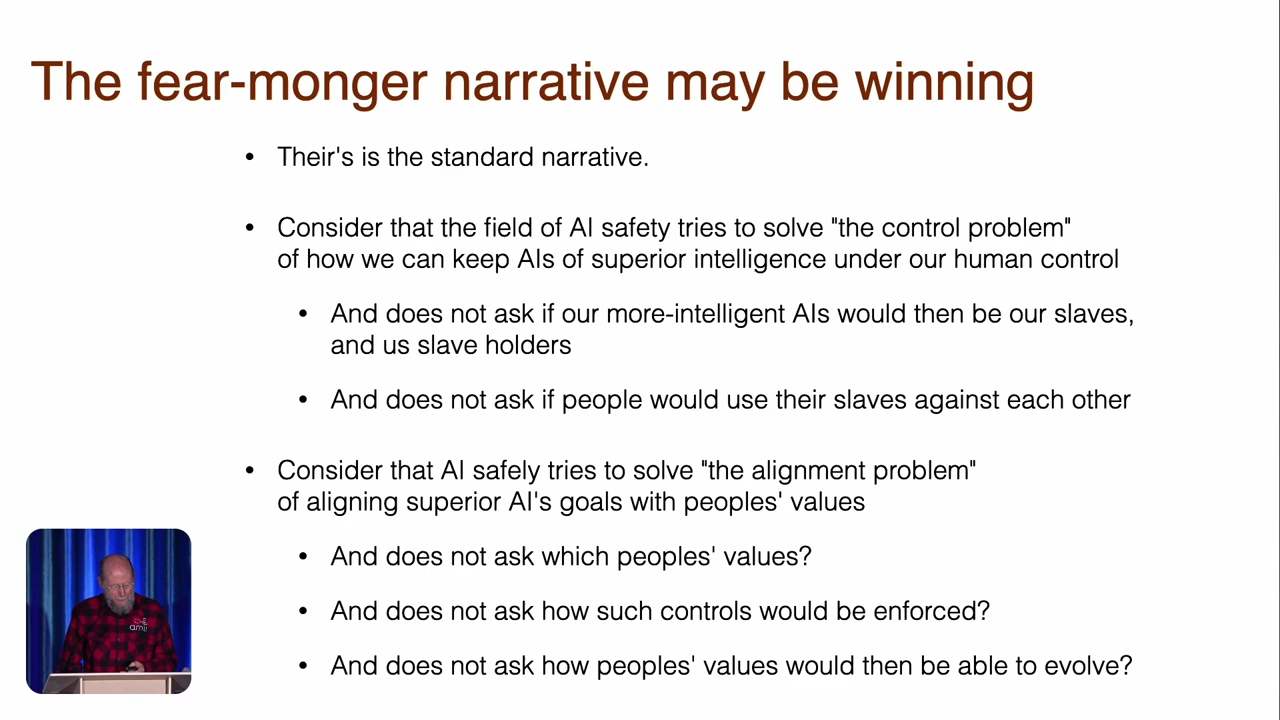 The fear-monger narrative may be winning
• Their's is the standard narrative.
• Consider that the field of AI safety tries to solve "the control problem"
of how we can keep AIs of superior intelligence under our human control
• And does not ask if our more-intelligent AIs would then be our slaves,
and us slave holders
• And does not ask if people would use their slaves against each other
• Consider that AI safely tries to solve "the alignment problem"
of aligning superior AI's goals with peoples' values
• And does not ask which peoples' values?
• And does not ask how such controls would be enforced?
• And does not ask how peoples' values would then be able to evolve?